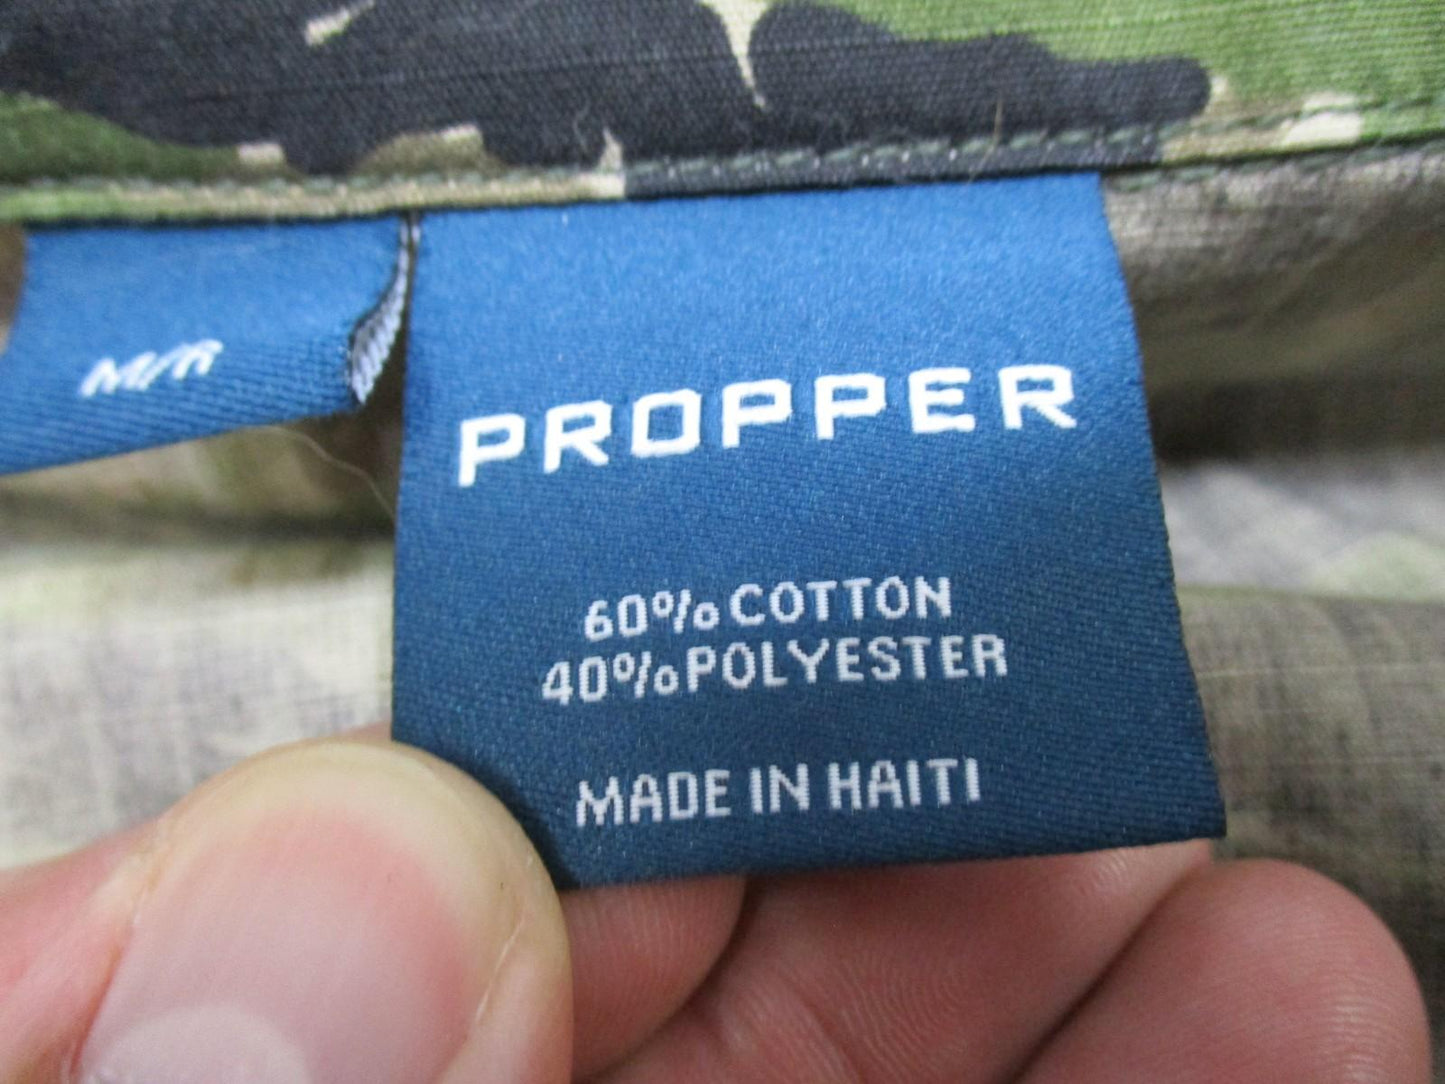 M/R
PROPPER
60% COTTON
40% POLYESTER
MADE IN HAITI